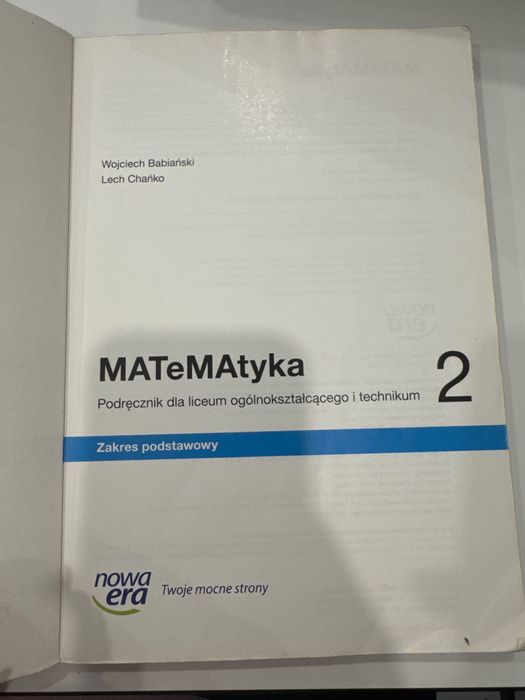 Wojciech Babiański
Lech Chańko
MATeMAtyka 2
Podręcznik dla liceum ogólnokształcącego i technikum
Zakres podstawowy
nowa
era
Twoje mocne strony